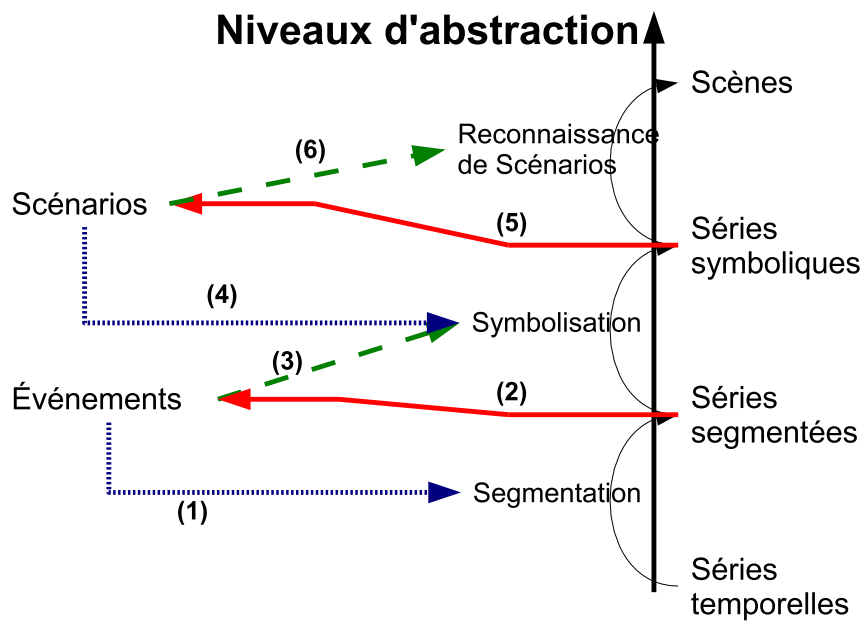 Niveaux d'abstraction
Scènes
Reconnaissance
de Scénarios
(6)
Scénarios
(5)
Séries
symboliques
(4)
Symbolisation
(3)
Événements
(2)
Séries
segmentées
Segmentation
(1)
Séries
temporelles